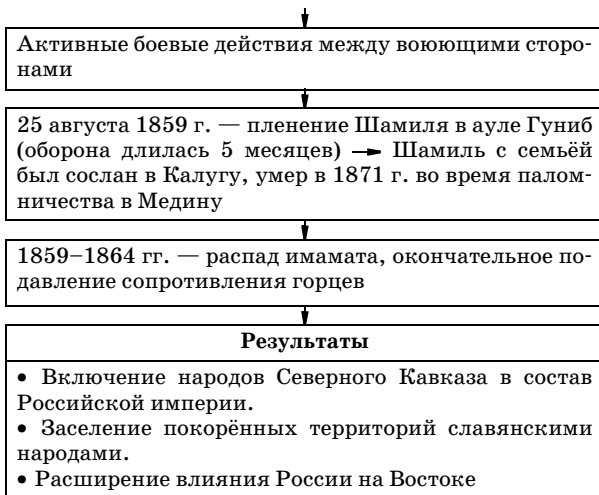 Активные боевые действия между воюющими сторо-
нами
25 августа 1859 г. — пленение Шамиля в ауле Гуниб
(оборона длилась 5 месяцев) → Шамиль с семьёй
был сослан в Калугу, умер в 1871 г. во время палом-
ничества в Медину
1859–1864 гг. — распад имамата, окончательное по-
давление сопротивления горцев
Результаты
• Включение народов Северного Кавказа в состав
Российской империи.
• Заселение покорённых территорий славянскими
народами.
• Расширение влияния России на Востоке